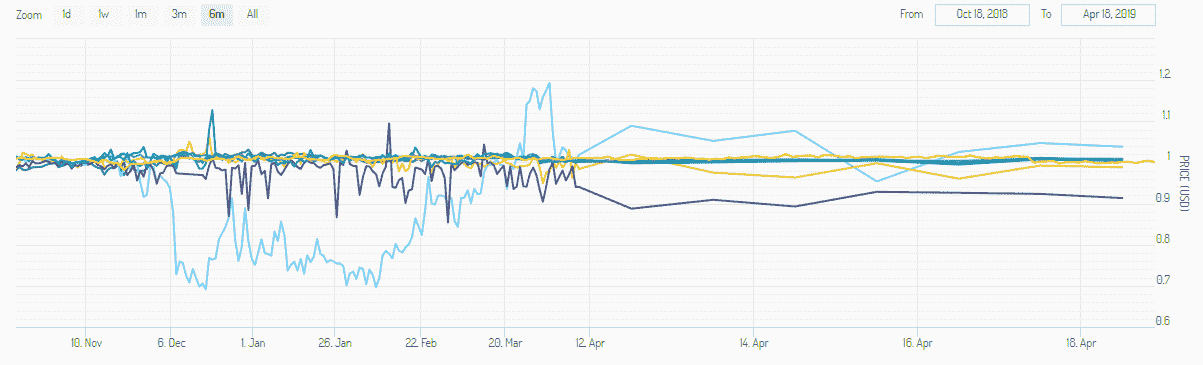 Zoom 1d 1w 1m 3m 6m All From Oct 18, 2018 To Apr 18, 2019
1.2
1.1
1
0.9
0.8
0.7
0.6
PRICE (USD)
18. Nov 6. Dec 1. Jan 26. Jan 22. Feb 20. Mar 12. Apr 14. Apr 16. Apr 18. Apr